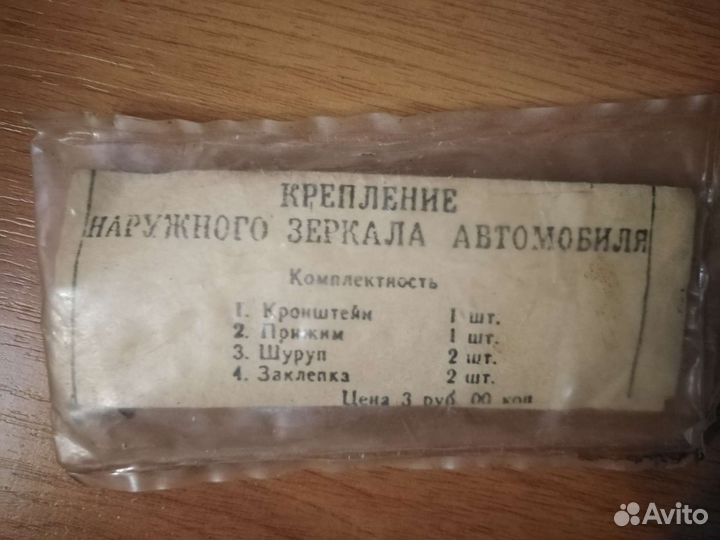 КРЕПЛЕНИЕ
НАРУЖНОГО ЗЕРКАЛА АВТОМОБИЛЯ
Комплектность
1. Кронштейн 1 шт.
2. Прижим 1 шт.
3. Шуруп 2 шт.
4. Заклепка 2 шт.
Цена 3 руб. 00 коп
Avito